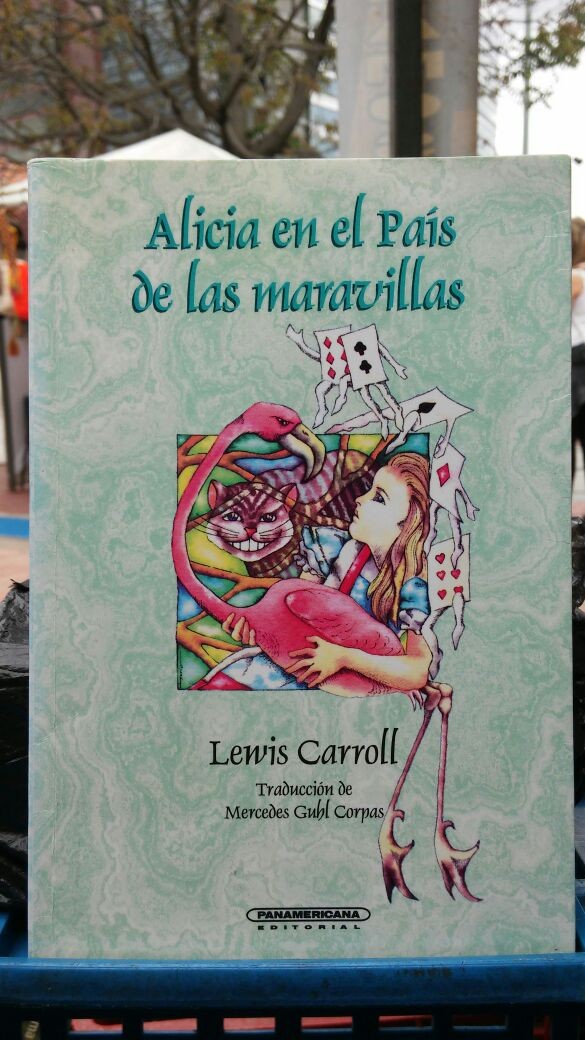 Alicia en el País
de las maravillas
Lewis Carroll
Traducción de
Mercedes Guhl Corpas
PANAMERICANA
EDITORIAL